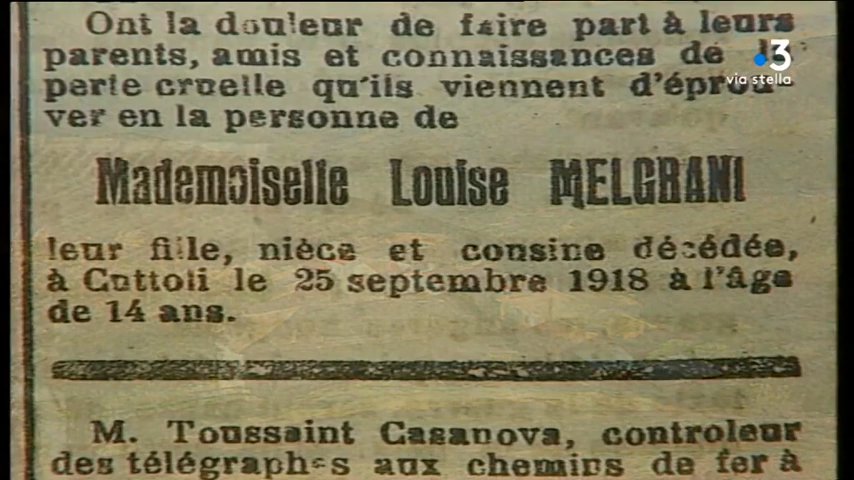 Ont la douleur de faire part à leurs
parents, amis et connaissances de l
perte cruelle qu'ils viennent d'éprou-
ver en la personne de
Mademoiselle Louise MELGRANI
leur fille, nièce et cousine décédée,
à Cuttoli le 25 septembre 1918 à l'âge
de 14 ans.
M. Toussaint Casanova, controleur
des télégraphes aux chemins de fer à
3
via stella